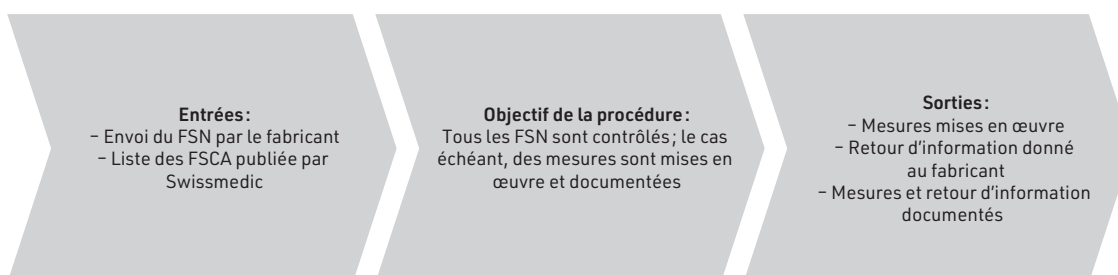 Entrées :
– Envoi du FSN par le fabricant
– Liste des FSCA publiée par
Swissmedic
Objectif de la procédure :
Tous les FSN sont contrôlés ; le cas
échéant, des mesures sont mises en
œuvre et documentées
Sorties :
– Mesures mises en œuvre
– Retour d’information donné
au fabricant
– Mesures et retour d’information
documentés